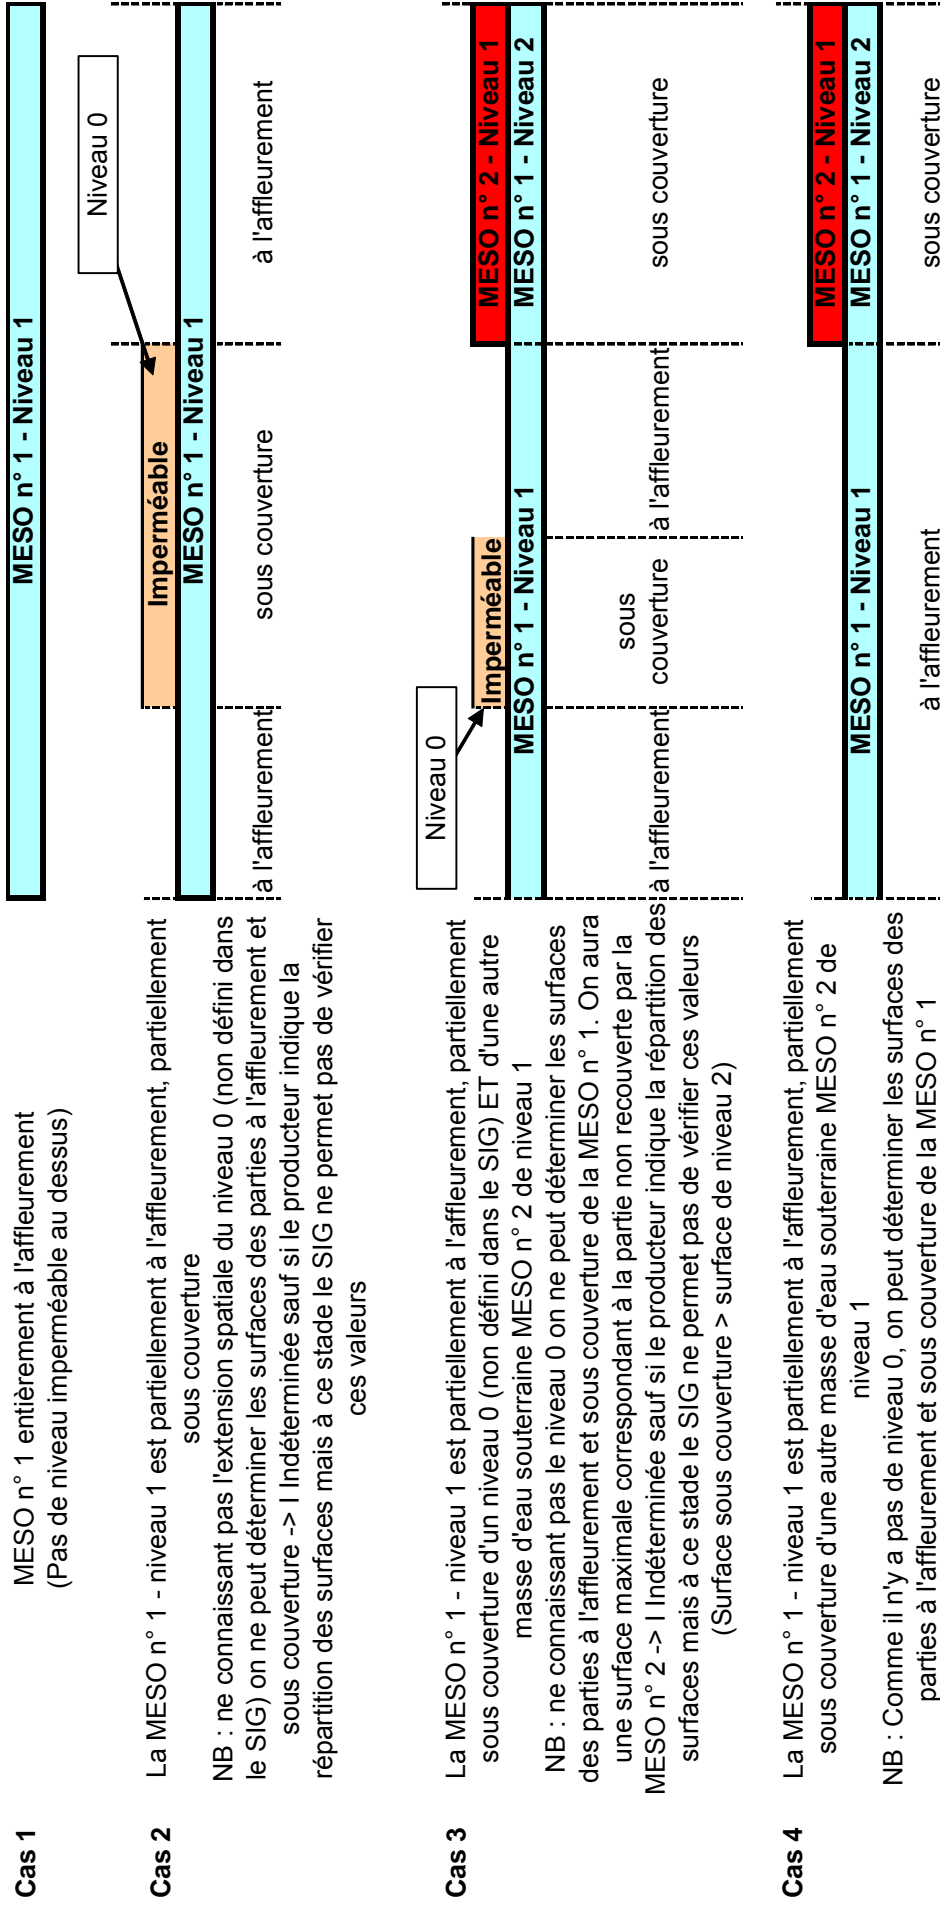 Cas 1
MESO n° 1 entièrement à l'affleurement
(Pas de niveau imperméable au dessus)
MESO n° 1 - Niveau 1
Niveau 0
Cas 2
La MESO n° 1 - niveau 1 est partiellement à l'affleurement, partiellement
sous couverture
NB : ne connaissant pas l'extension spatiale du niveau 0 (non défini dans
le SIG) on ne peut déterminer les surfaces des parties à l'affleurement et
sous couverture -> I Indéterminée sauf si le producteur indique la
répartition des surfaces mais à ce stade le SIG ne permet pas de vérifier
ces valeurs
Imperméable
MESO n° 1 - Niveau 1
à l'affleurement
sous couverture
à l'affleurement
Cas 3
La MESO n° 1 - niveau 1 est partiellement à l'affleurement, partiellement
sous couverture d'un niveau 0 (non défini dans le SIG) ET d'une autre
masse d'eau souterraine MESO n° 2 de niveau 1
NB : ne connaissant pas le niveau 0 on ne peut déterminer les surfaces
des parties à l'affleurement et sous couverture de la MESO n° 1. On aura
une surface maximale correspondant à la partie non recouverte par la
MESO n° 2 -> I Indéterminée sauf si le producteur indique la répartition des
surfaces mais à ce stade le SIG ne permet pas de vérifier ces valeurs
(Surface sous couverture > surface de niveau 2)
Niveau 0
Imperméable
MESO n° 2 - Niveau 1
MESO n° 1 - Niveau 1
MESO n° 1 - Niveau 2
à l'affleurement
sous
couverture
à l'affleurement
sous couverture
Cas 4
La MESO n° 1 - niveau 1 est partiellement à l'affleurement, partiellement
sous couverture d'une autre masse d'eau souterraine MESO n° 2 de
niveau 1
NB : Comme il n'y a pas de niveau 0, on peut déterminer les surfaces des
parties à l'affleurement et sous couverture de la MESO n° 1
MESO n° 2 - Niveau 1
MESO n° 1 - Niveau 1
MESO n° 1 - Niveau 2
à l'affleurement
sous couverture